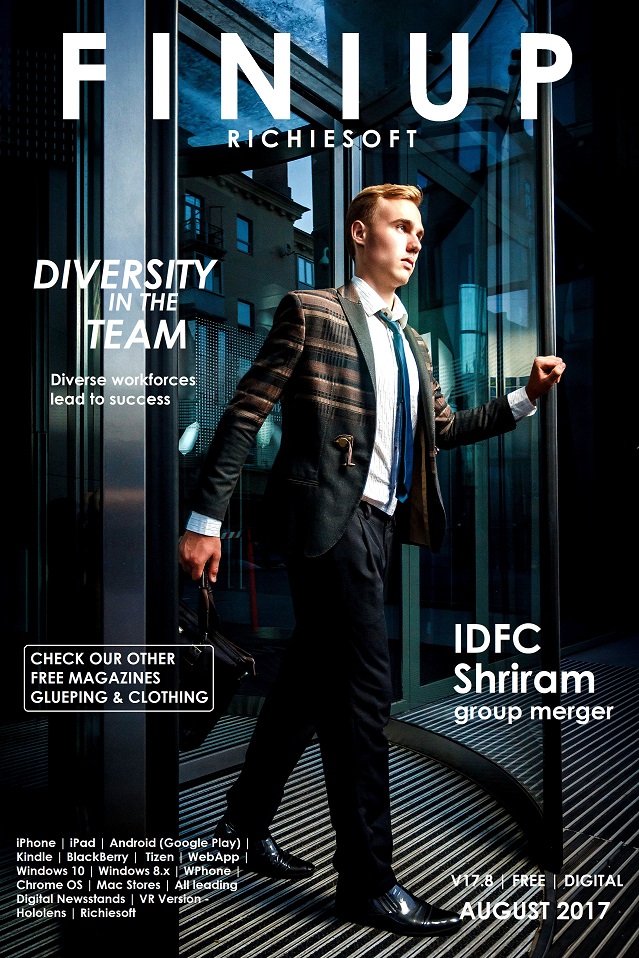 FINIUP
RICHIESOFT
DIVERSITY
IN THE
TEAM
Diverse workforces
lead to success
IDFC
Shriram
group merger
CHECK OUR OTHER
FREE MAGAZINES
GLUEPING & CLOTHING
iPhone | iPad | Android (Google Play) |
Kindle | BlackBerry | Tizen | WebApp |
Windows 10 | Windows 8.x | WPhone |
Chrome OS | Mac Stores | All leading
Digital Newsstands | VR Version -
Hololens | Richiesoft
V17.8 | FREE | DIGITAL
AUGUST 2017